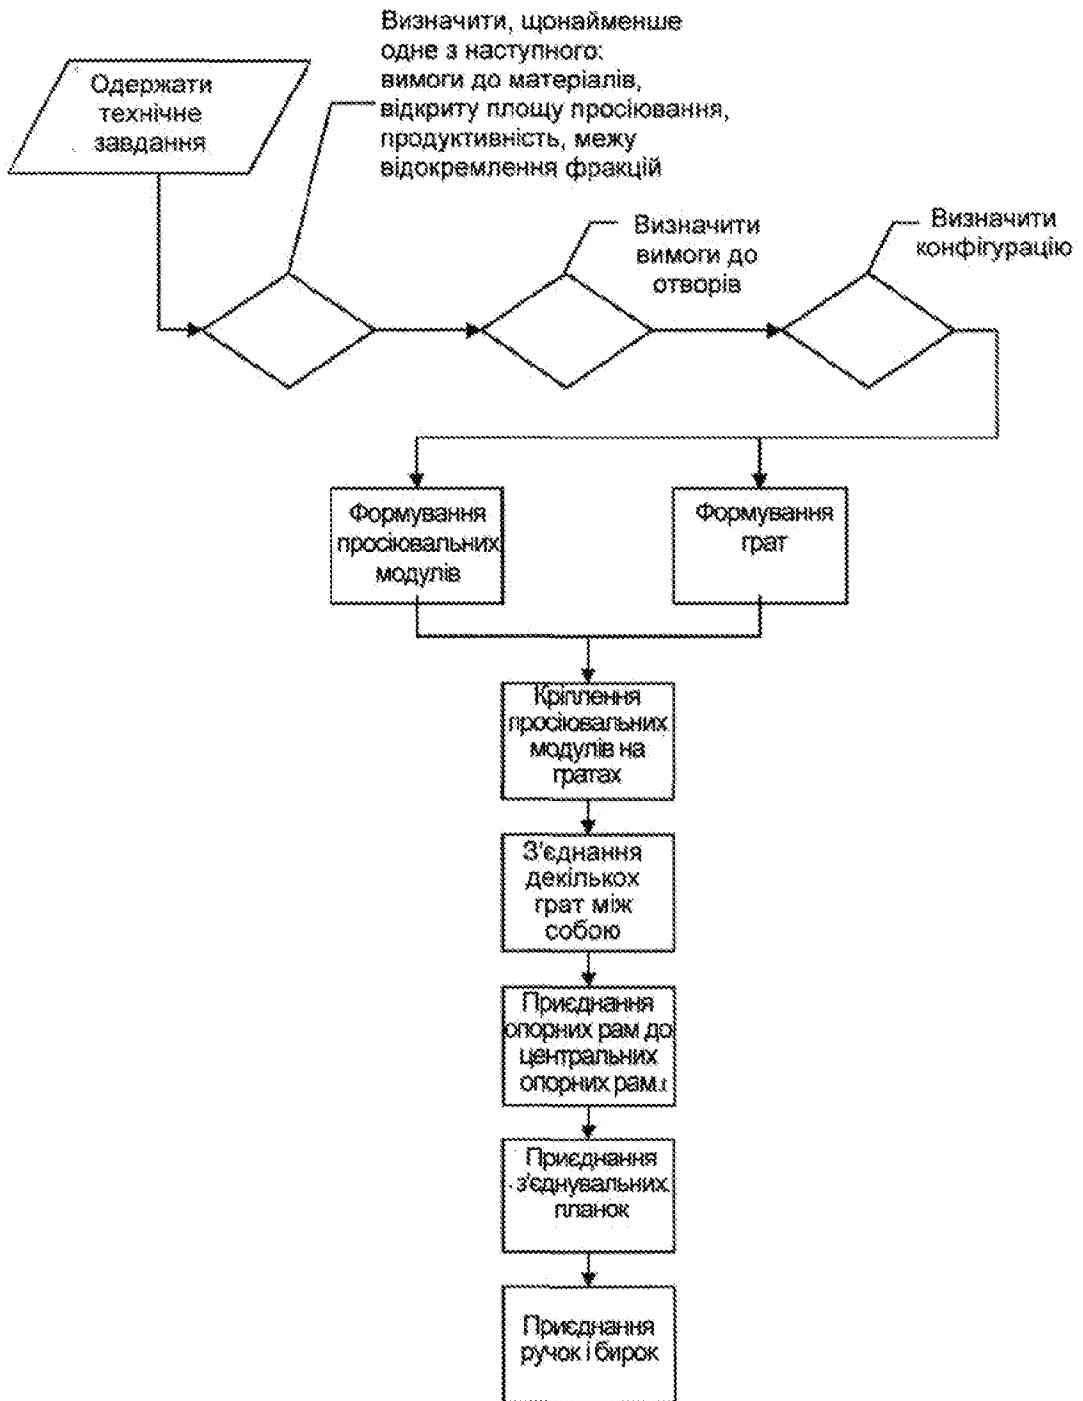 Визначити, щонайменше
одне з наступного:
вимоги до матеріалів,
відкриту площу просіювання,
продуктивність, межу
відокремлення фракцій
Одержати
технічне
завдання
Визначити
вимоги до
отворів
Визначити
конфігурацію
Формування
просіювальних
модулів
Формування
грат
Кріплення
просіювальних
модулів на
гратах
З'єднання
декількох
грат між
собою
Приєднання
опорних рам до
центральних
опорних рам
Приєднання
з'єднувальних
планок
Приєднання
ручок і бирок